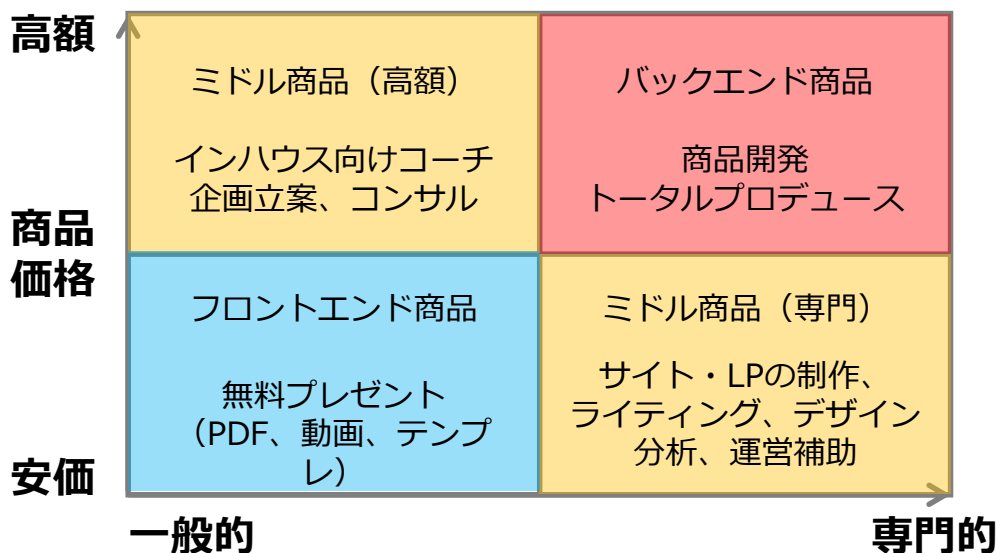 高額
ミドル商品（高額）
インハウス向けコーチ
企画立案、コンサル
バックエンド商品
商品開発
トータルプロデュース
商品
価格
フロントエンド商品
無料プレゼント
（PDF、動画、テンプ
レ）
ミドル商品（専門）
サイト・LPの制作、
ライティング、デザイン
分析、運営補助
安価
一般的
専門的